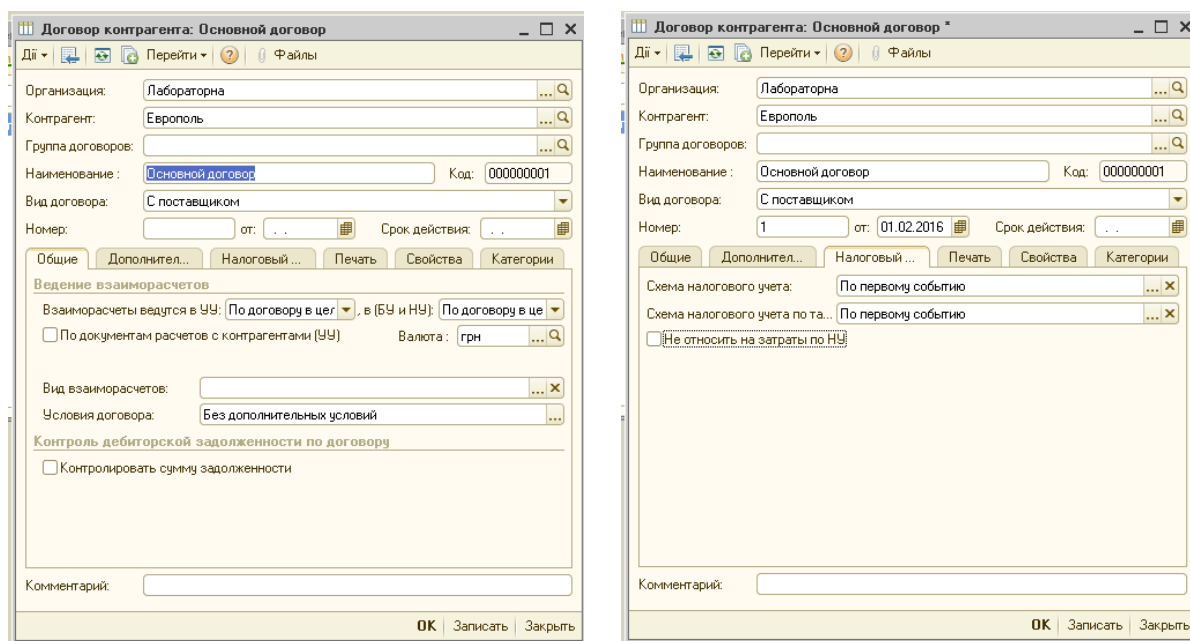 Договор контрагента: Основной договор
Дії Перейти Файлы
Организация: Лабораторна ...
Контрагент: Европоль ...
Группа договоров: ...
Наименование : Основной договор Код: 000000001
Вид договора: С поставщиком
Номер: от: . . Срок действия: . .
Общие Дополнител... Налоговый ... Печать Свойства Категории
Ведение взаиморасчетов
Взаиморасчеты ведутся в УУ: По договору в цел , в (БУ и НУ): По договору в це
По документам расчетов с контрагентами (УУ) Валюта : грн ...
Вид взаиморасчетов: ...
Условия договора: Без дополнительных условий ...
Контроль дебиторской задолженности по договору
Контролировать сумму задолженности
Комментарий:
OK Записать Закрыть
Договор контрагента: Основной договор *
Дії Перейти Файлы
Организация: Лабораторна ...
Контрагент: Европоль ...
Группа договоров: ...
Наименование : Основной договор Код: 000000001
Вид договора: С поставщиком
Номер: 1 от: 01.02.2016 Срок действия: . .
Общие Дополнител... Налоговый ... Печать Свойства Категории
Схема налогового учета: По первому событию ...
Схема налогового учета по та... По первому событию ...
Не относить на затраты по НУ
Комментарий:
OK Записать Закрыть